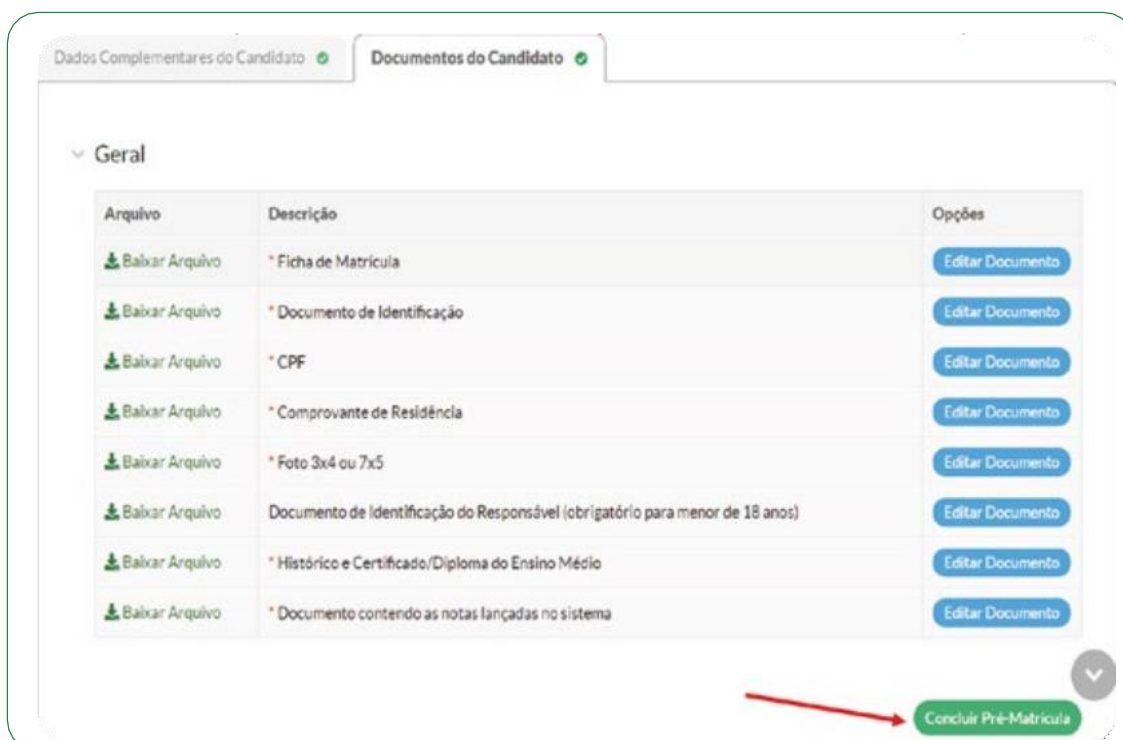 Dados Complementares do Candidato
Documentos do Candidato
Geral
Arquivo Descrição Opções
Baixar Arquivo * Ficha de Matrícula Editar Documento
Baixar Arquivo * Documento de Identificação Editar Documento
Baixar Arquivo * CPF Editar Documento
Baixar Arquivo * Comprovante de Residência Editar Documento
Baixar Arquivo * Foto 3x4 ou 7x5 Editar Documento
Baixar Arquivo Documento de Identificação do Responsável (obrigatório para menor de 18 anos) Editar Documento
Baixar Arquivo * Histórico e Certificado/Diploma do Ensino Médio Editar Documento
Baixar Arquivo * Documento contendo as notas lançadas no sistema Editar Documento
Concluir Pré-Matrícula